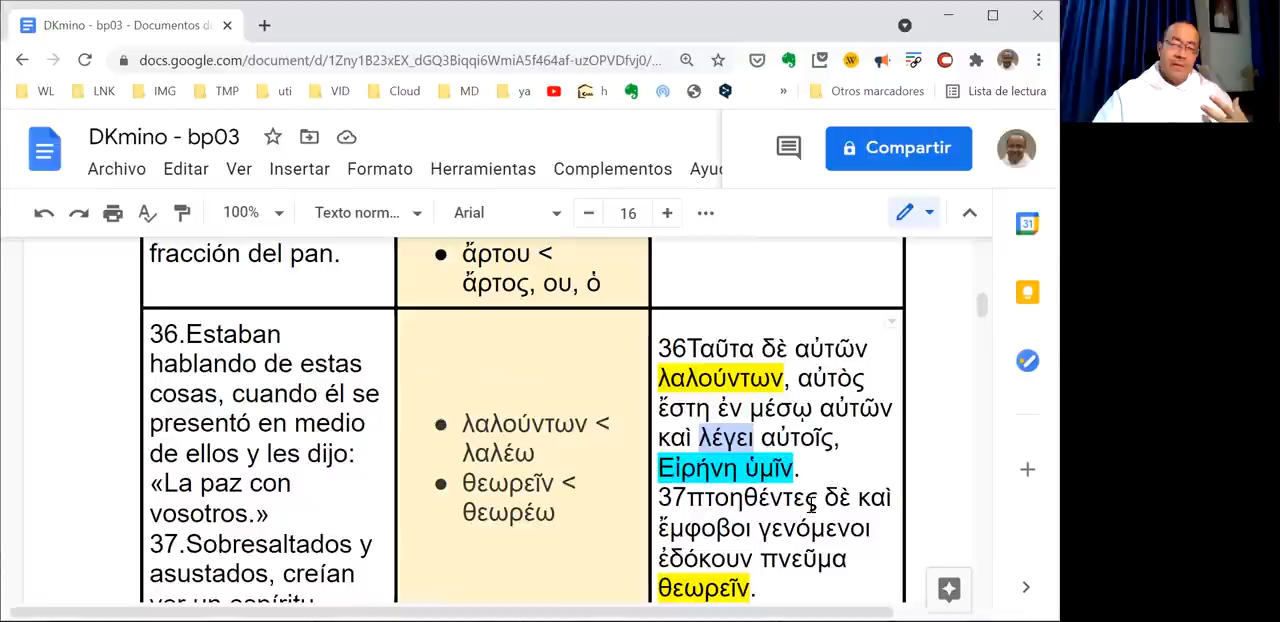 DKmino - bp03 - Documentos d
docs.google.com/document/d/1Zny1B23xEX_dGQ3Biqqi6WmiA5f464af-uzOPVDfvj0/...
WL LNK IMG TMP uti VID Cloud MD ya h » Otros marcadores Lista de lectura
DKmino - bp03
Compartir
Archivo Editar Ver Insertar Formato Herramientas Complementos Ayu
100% Texto norm... Arial 16
31
fracción del pan.
ἄρτου <
ἄρτος, ου, ὁ
36.Estaban
hablando de estas
cosas, cuando él se
presentó en medio
de ellos y les dijo:
«La paz con
vosotros.»
37.Sobresaltados y
asustados, creían
ver un espíritu
λαλούντων <
λαλέω
θεωρεῖν <
θεωρέω
36Ταῦτα δὲ αὐτῶν
λαλούντων, αὐτὸς
ἔστη ἐν μέσῳ αὐτῶν
καὶ λέγει αὐτοῖς,
Εἰρήνη ὑμῖν.
37πτοηθέντες δὲ καὶ
ἔμφοβοι γενόμενοι
ἐδόκουν πνεῦμα
θεωρεῖν.